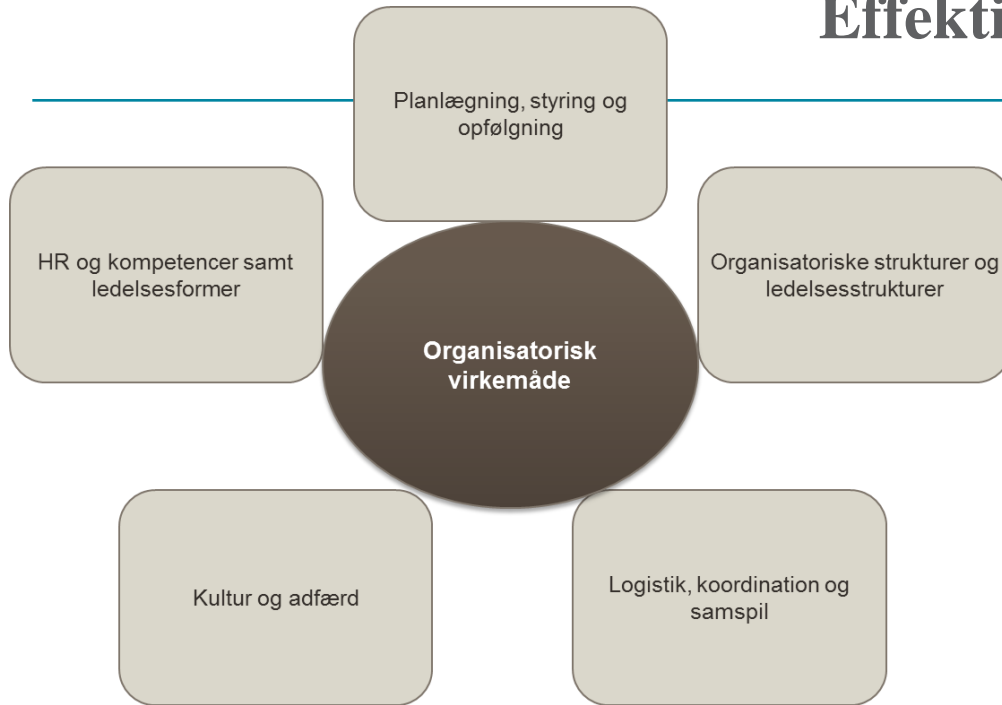 Effekti
Planlægning, styring og
opfølgning
HR og kompetencer samt
ledelsesformer
Organisatoriske strukturer og
ledelsesstrukturer
Organisatorisk
virkemåde
Kultur og adfærd
Logistik, koordination og
samspil